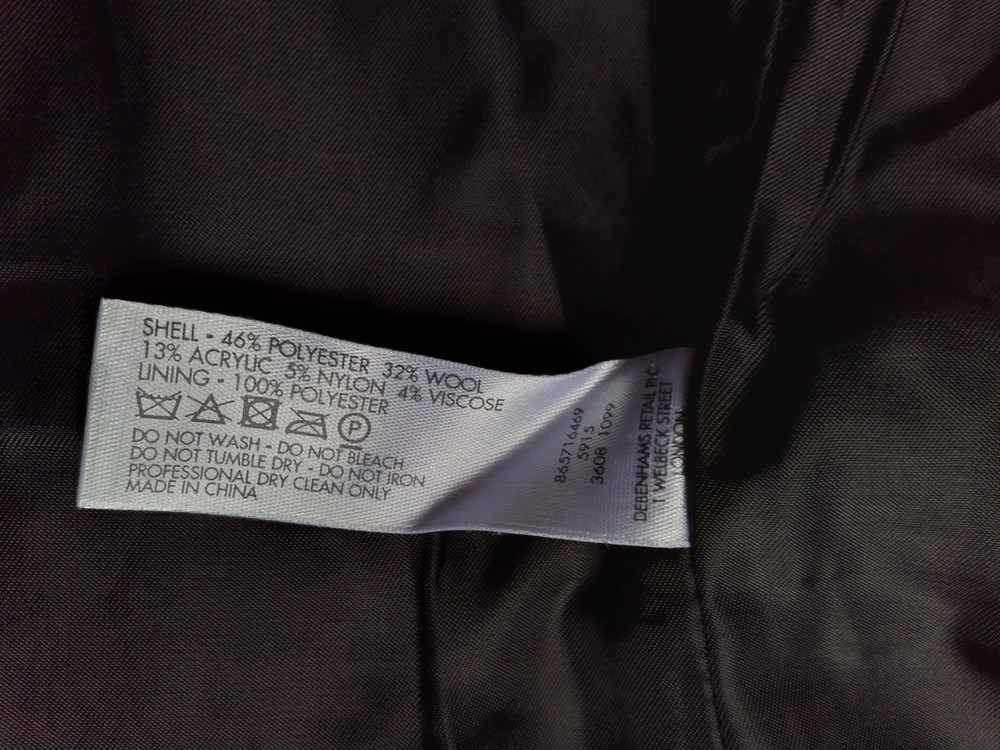 SHELL - 46% POLYESTER 32% WOOL
13% ACRYLIC 5% NYLON 4% VISCOSE
LINING - 100% POLYESTER
P
DO NOT WASH - DO NOT BLEACH
DO NOT TUMBLE DRY - DO NOT IRON
PROFESSIONAL DRY CLEAN ONLY
MADE IN CHINA
865716469
5915
3608 1099
DEBENHAMS RETAIL PLC
1 WELBECK STREET
LONDON